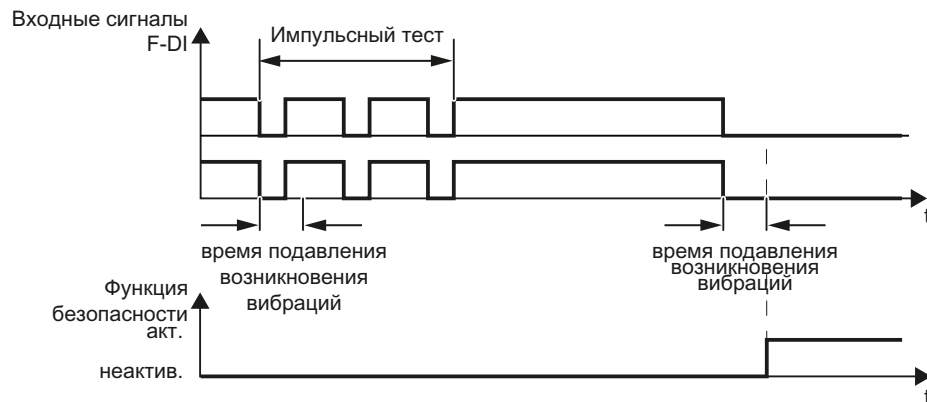 Входные сигналы
F-DI
Импульсный тест
t
время подавления
возникновения
вибраций
время подавления
возникновения
вибраций
Функция
безопасности
акт.
неактив.
t